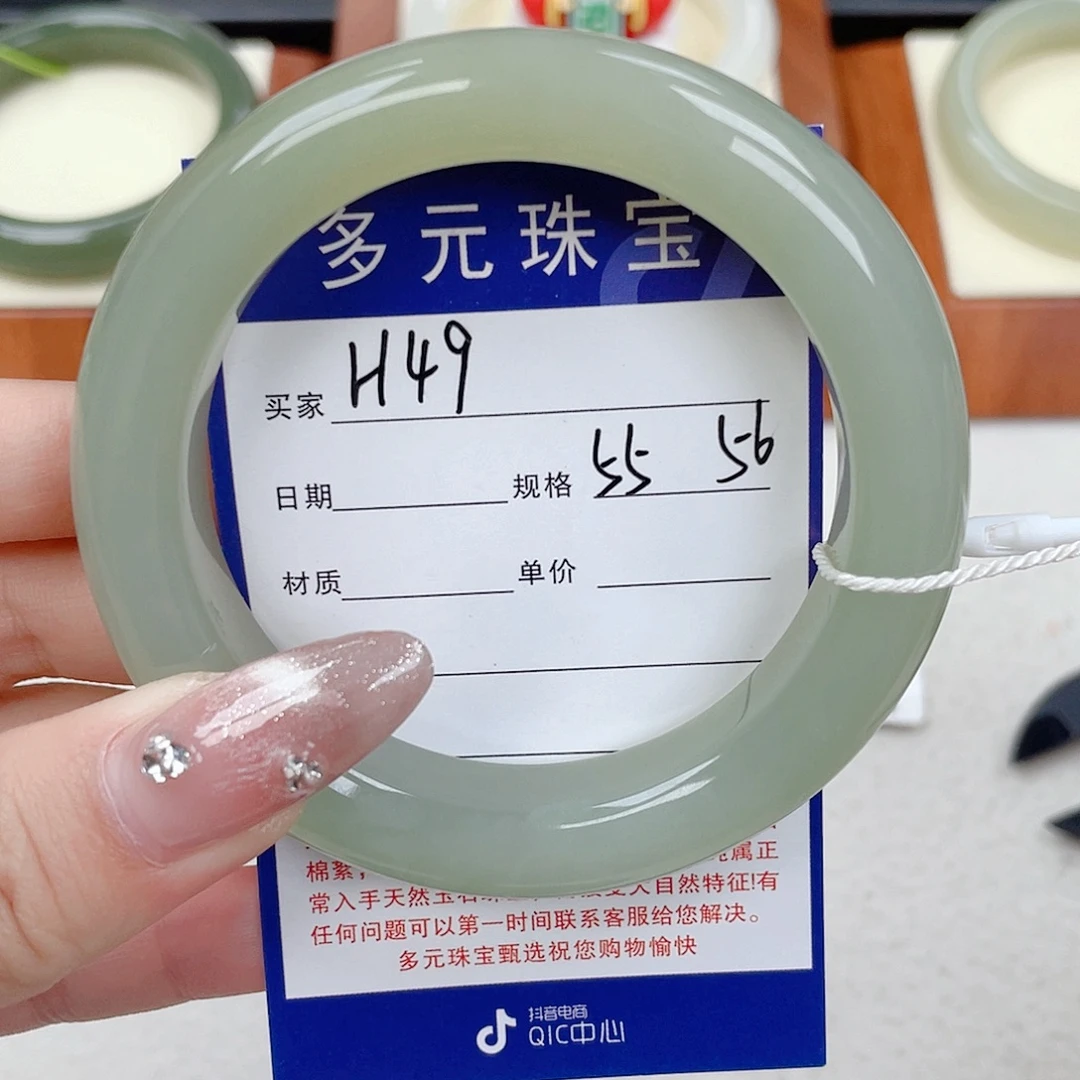 多元珠宝
买家 H49
日期 规格 55 56
材质 单价
棉絮, 属正
常入手天然玉石 大自然特征!有
任何问题可以第一时间联系客服给您解决。
多元珠宝甄选祝您购物愉快
抖音电商
QIC中心